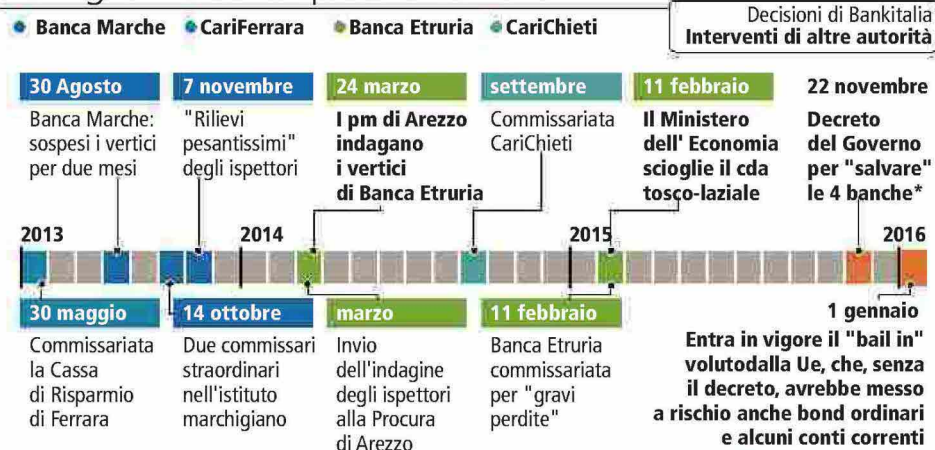 Banca Marche CariFerrara Banca Etruria CariChieti
Decisioni di Bankitalia
Interventi di altre autorità
30 Agosto
Banca Marche:
sospesi i vertici
per due mesi
7 novembre
"Rilievi
pesantissimi"
degli ispettori
24 marzo
I pm di Arezzo
indagano
i vertici
di Banca Etruria
settembre
Commissariata
CariChieti
11 febbraio
Il Ministero
dell' Economia
scioglie il cda
tosco-laziale
22 novembre
Decreto
del Governo
per "salvare"
le 4 banche*
2013 2014 2015 2016
30 maggio
Commissariata
la Cassa
di Risparmio
di Ferrara
14 ottobre
Due commissari
straordinari
nell'istituto
marchigiano
marzo
Invio
dell'indagine
degli ispettori
alla Procura
di Arezzo
11 febbraio
Banca Etruria
commissariata
per "gravi
perdite"
1 gennaio
Entra in vigore il "bail in"
volutodalla Ue, che, senza
il decreto, avrebbe messo
a rischio anche bond ordinari
e alcuni conti correnti